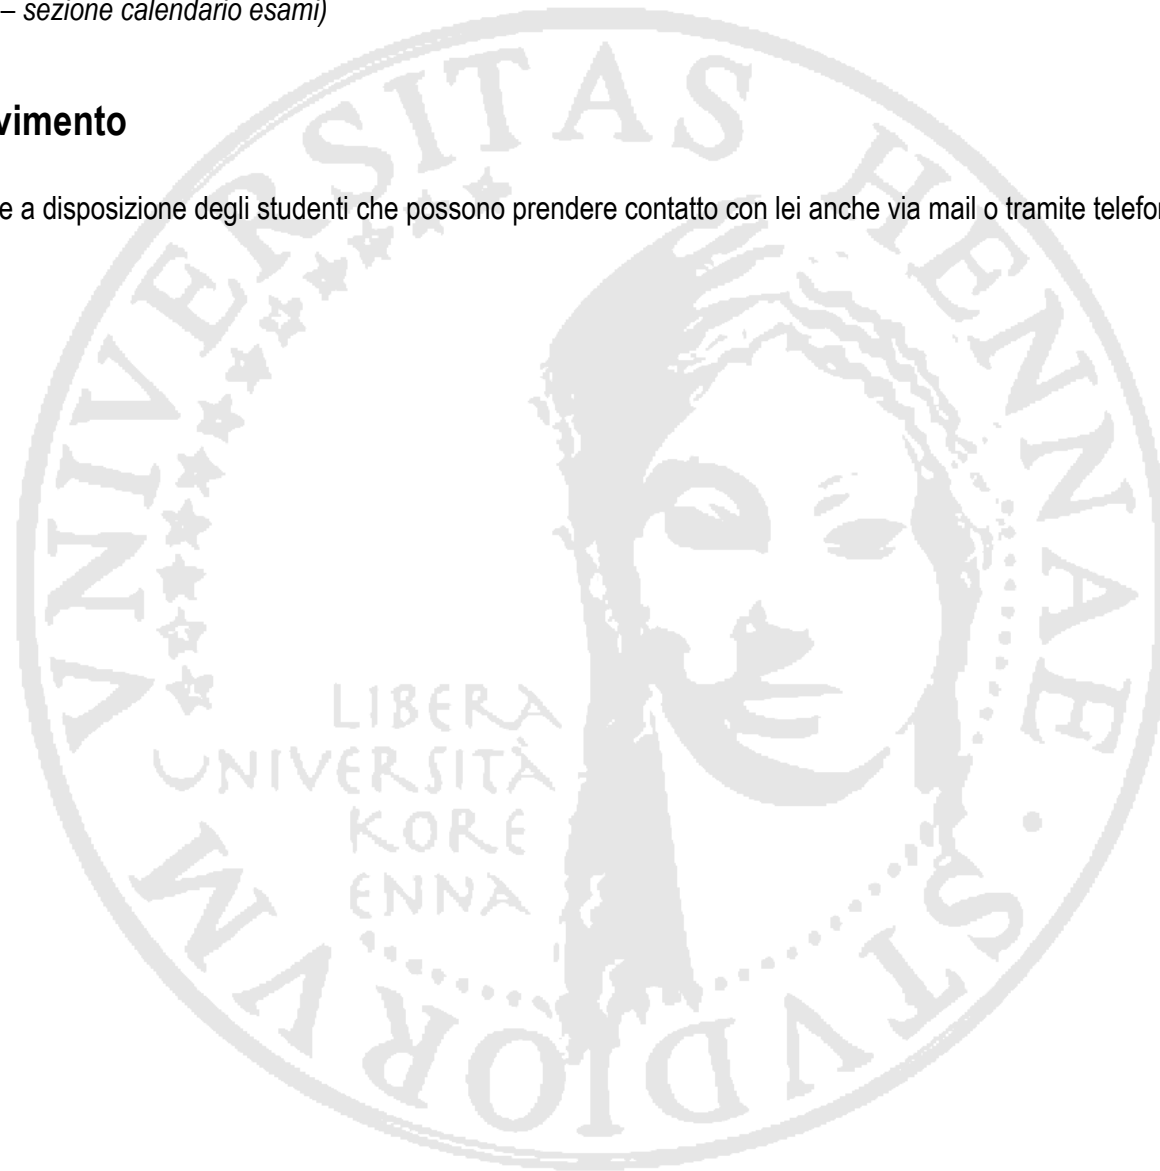 – sezione calendario esami)
vimento
e a disposizione degli studenti che possono prendere contatto con lei anche via mail o tramite telefo
VNIVERSITAS HENNAE · STVDIORVM
LIBERA
UNIVERSITÀ
KORE
ENNA